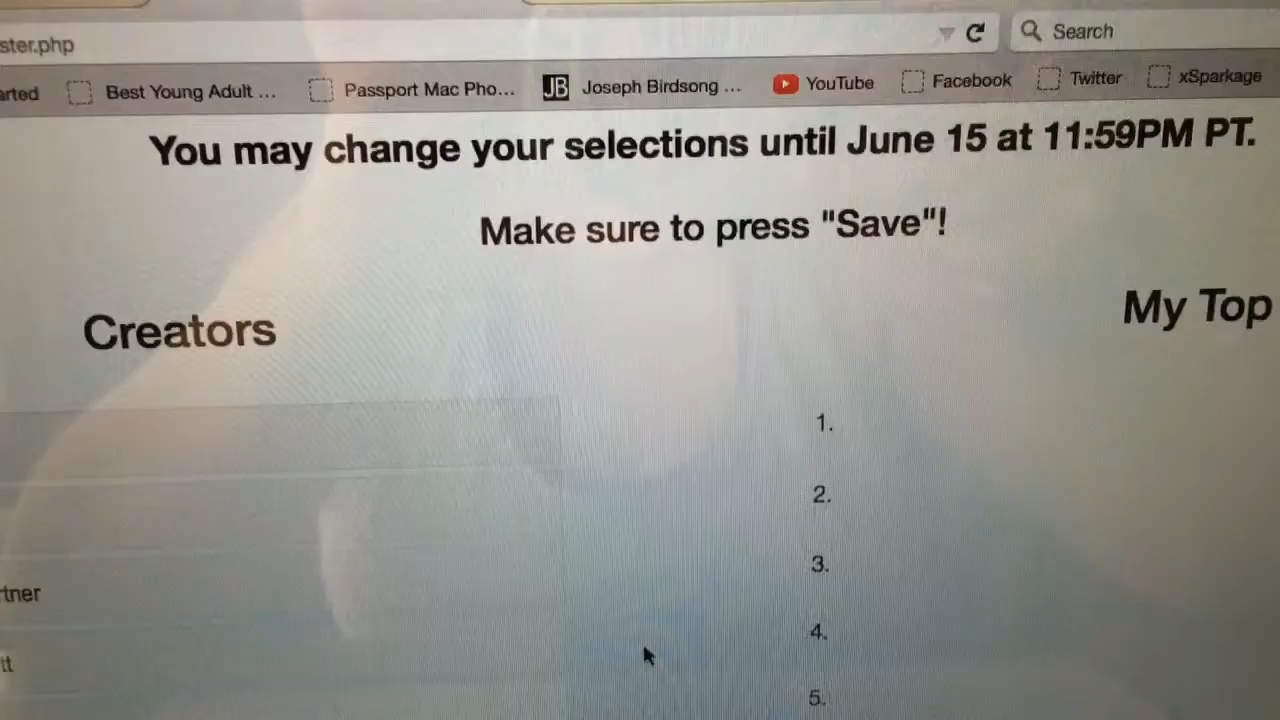 ster.php
Search
arted
Best Young Adult ...
Passport Mac Pho...
JB
Joseph Birdsong ...
YouTube
Facebook
Twitter
xSparkage
You may change your selections until June 15 at 11:59PM PT.
Make sure to press "Save"!
Creators
My Top
1.
2.
3.
rtner
4.
tt
5.